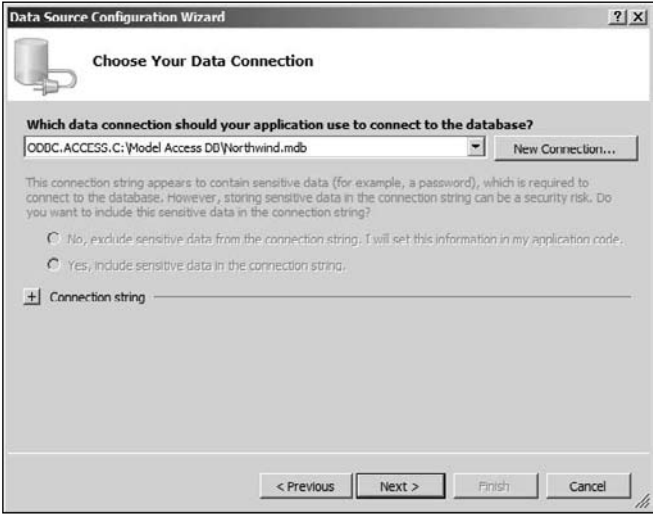 Data Source Configuration Wizard
Choose Your Data Connection
Which data connection should your application use to connect to the database?
ODBC.ACCESS.C:\Model Access DB\Northwind.mdb
New Connection...
This connection string appears to contain sensitive data (for example, a password), which is required to
connect to the database. However, storing sensitive data in the connection string can be a security risk. Do
you want to include this sensitive data in the connection string?
No, exclude sensitive data from the connection string. I will set this information in my application code.
Yes, include sensitive data in the connection string.
Connection string
< Previous
Next >
Finish
Cancel